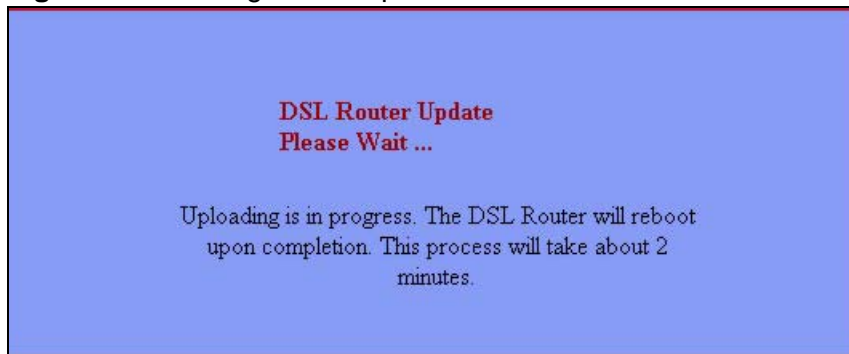 DSL Router Update
Please Wait ...
Uploading is in progress. The DSL Router will reboot
upon completion. This process will take about 2
minutes.